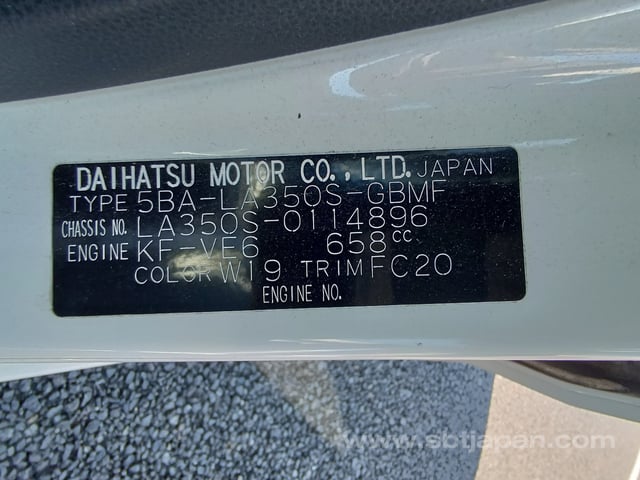 DAIHATSU MOTOR CO., LTD. JAPAN
TYPE 5BA-LA350S-GBMF
CHASSIS NO. LA350S-0114896
ENGINE KF-VE6 658cc
COLOR W19 TRIM FC20
ENGINE NO.
www.sbtjapan.com